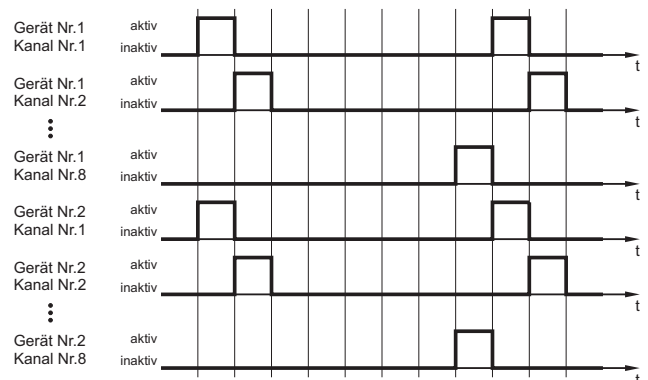 Gerät Nr.1 aktiv
Kanal Nr.1 inaktiv
t
Gerät Nr.1 aktiv
Kanal Nr.2 inaktiv
t
Gerät Nr.1 aktiv
Kanal Nr.8 inaktiv
t
Gerät Nr.2 aktiv
Kanal Nr.1 inaktiv
t
Gerät Nr.2 aktiv
Kanal Nr.2 inaktiv
t
Gerät Nr.2 aktiv
Kanal Nr.8 inaktiv
t